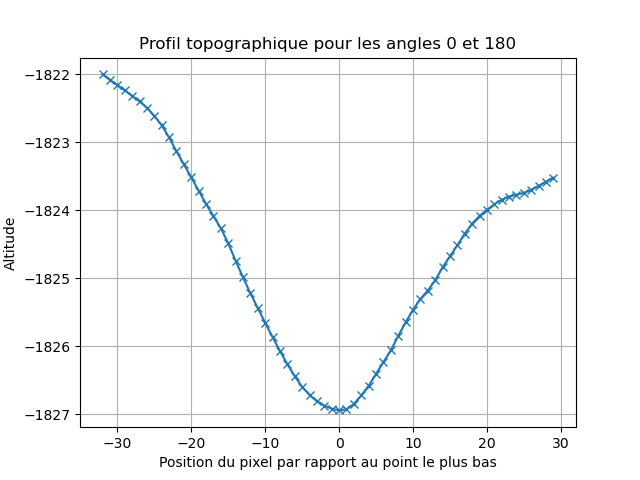 Profil topographique pour les angles 0 et 180
−1822
−1823
−1824
−1825
−1826
−1827
Altitude
−30 −20 −10 0 10 20 30
Position du pixel par rapport au point le plus bas